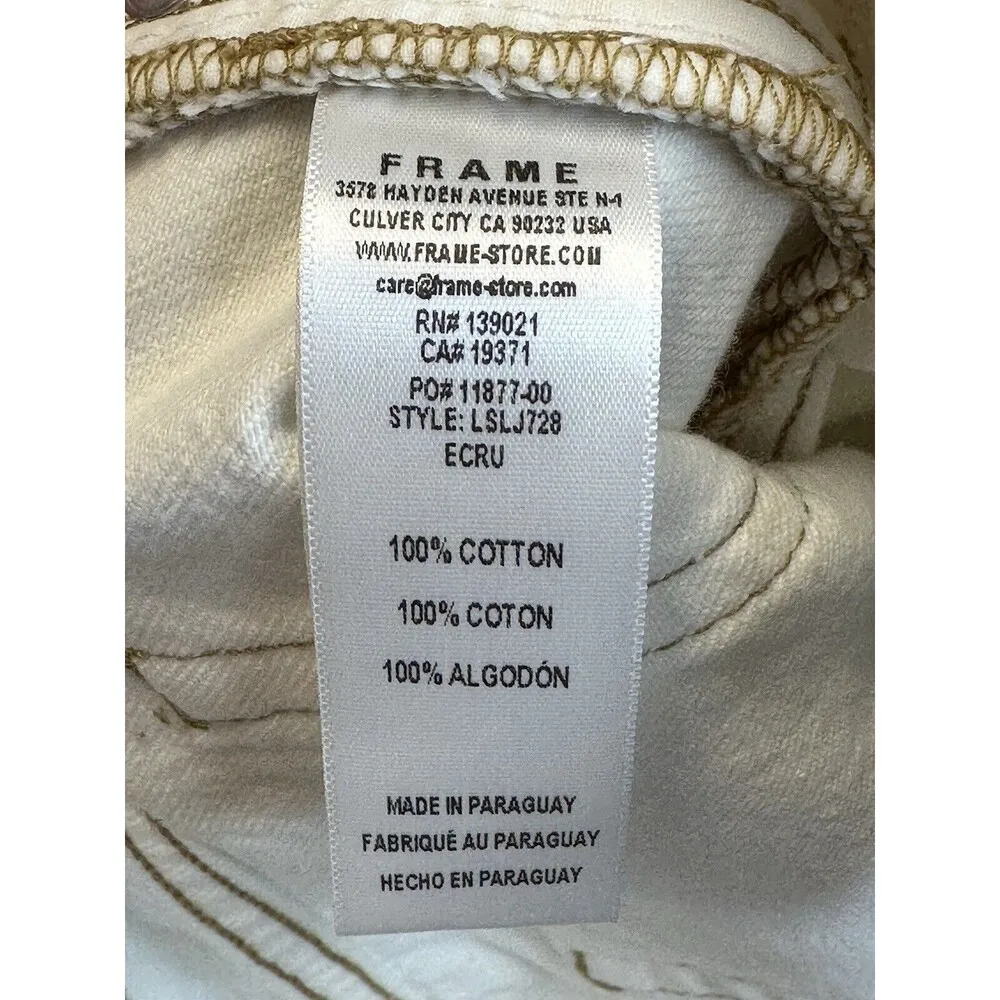 FRAME
3578 HAYDEN AVENUE STE N-1
CULVER CITY CA 90232 USA
WWW.FRAME-STORE.COM
care@frame-store.com
RN# 139021
CA# 19371
PO# 11877-00
STYLE: LSLJ728
ECRU
100% COTTON
100% COTON
100% ALGODÓN
MADE IN PARAGUAY
FABRIQUÉ AU PARAGUAY
HECHO EN PARAGUAY